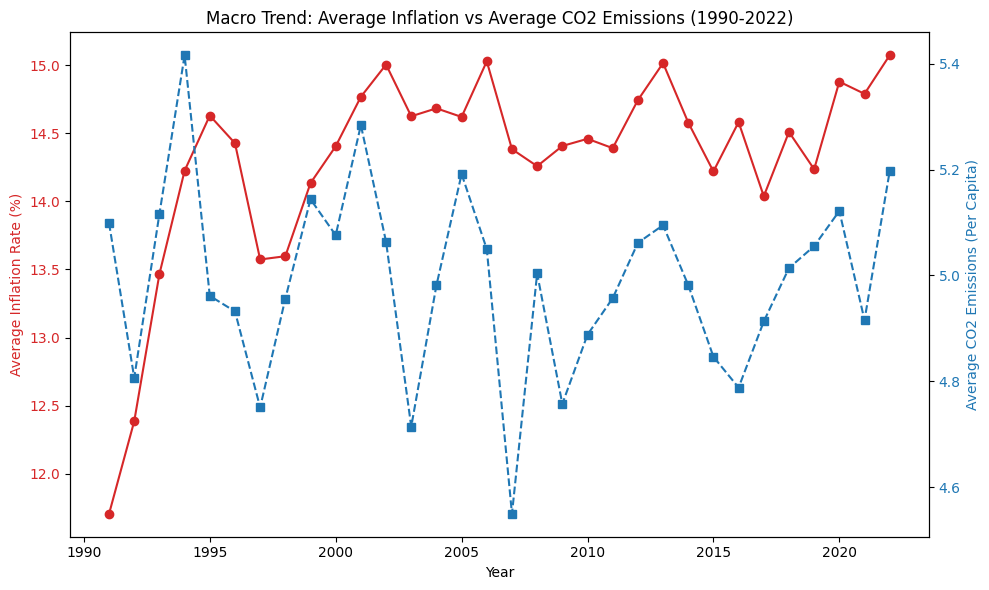 Macro Trend: Average Inflation vs Average CO2 Emissions (1990-2022)
Average Inflation Rate (%)
15.0
14.5
14.0
13.5
13.0
12.5
12.0
Average CO2 Emissions (Per Capita)
5.4
5.2
5.0
4.8
4.6
1990 1995 2000 2005 2010 2015 2020
Year